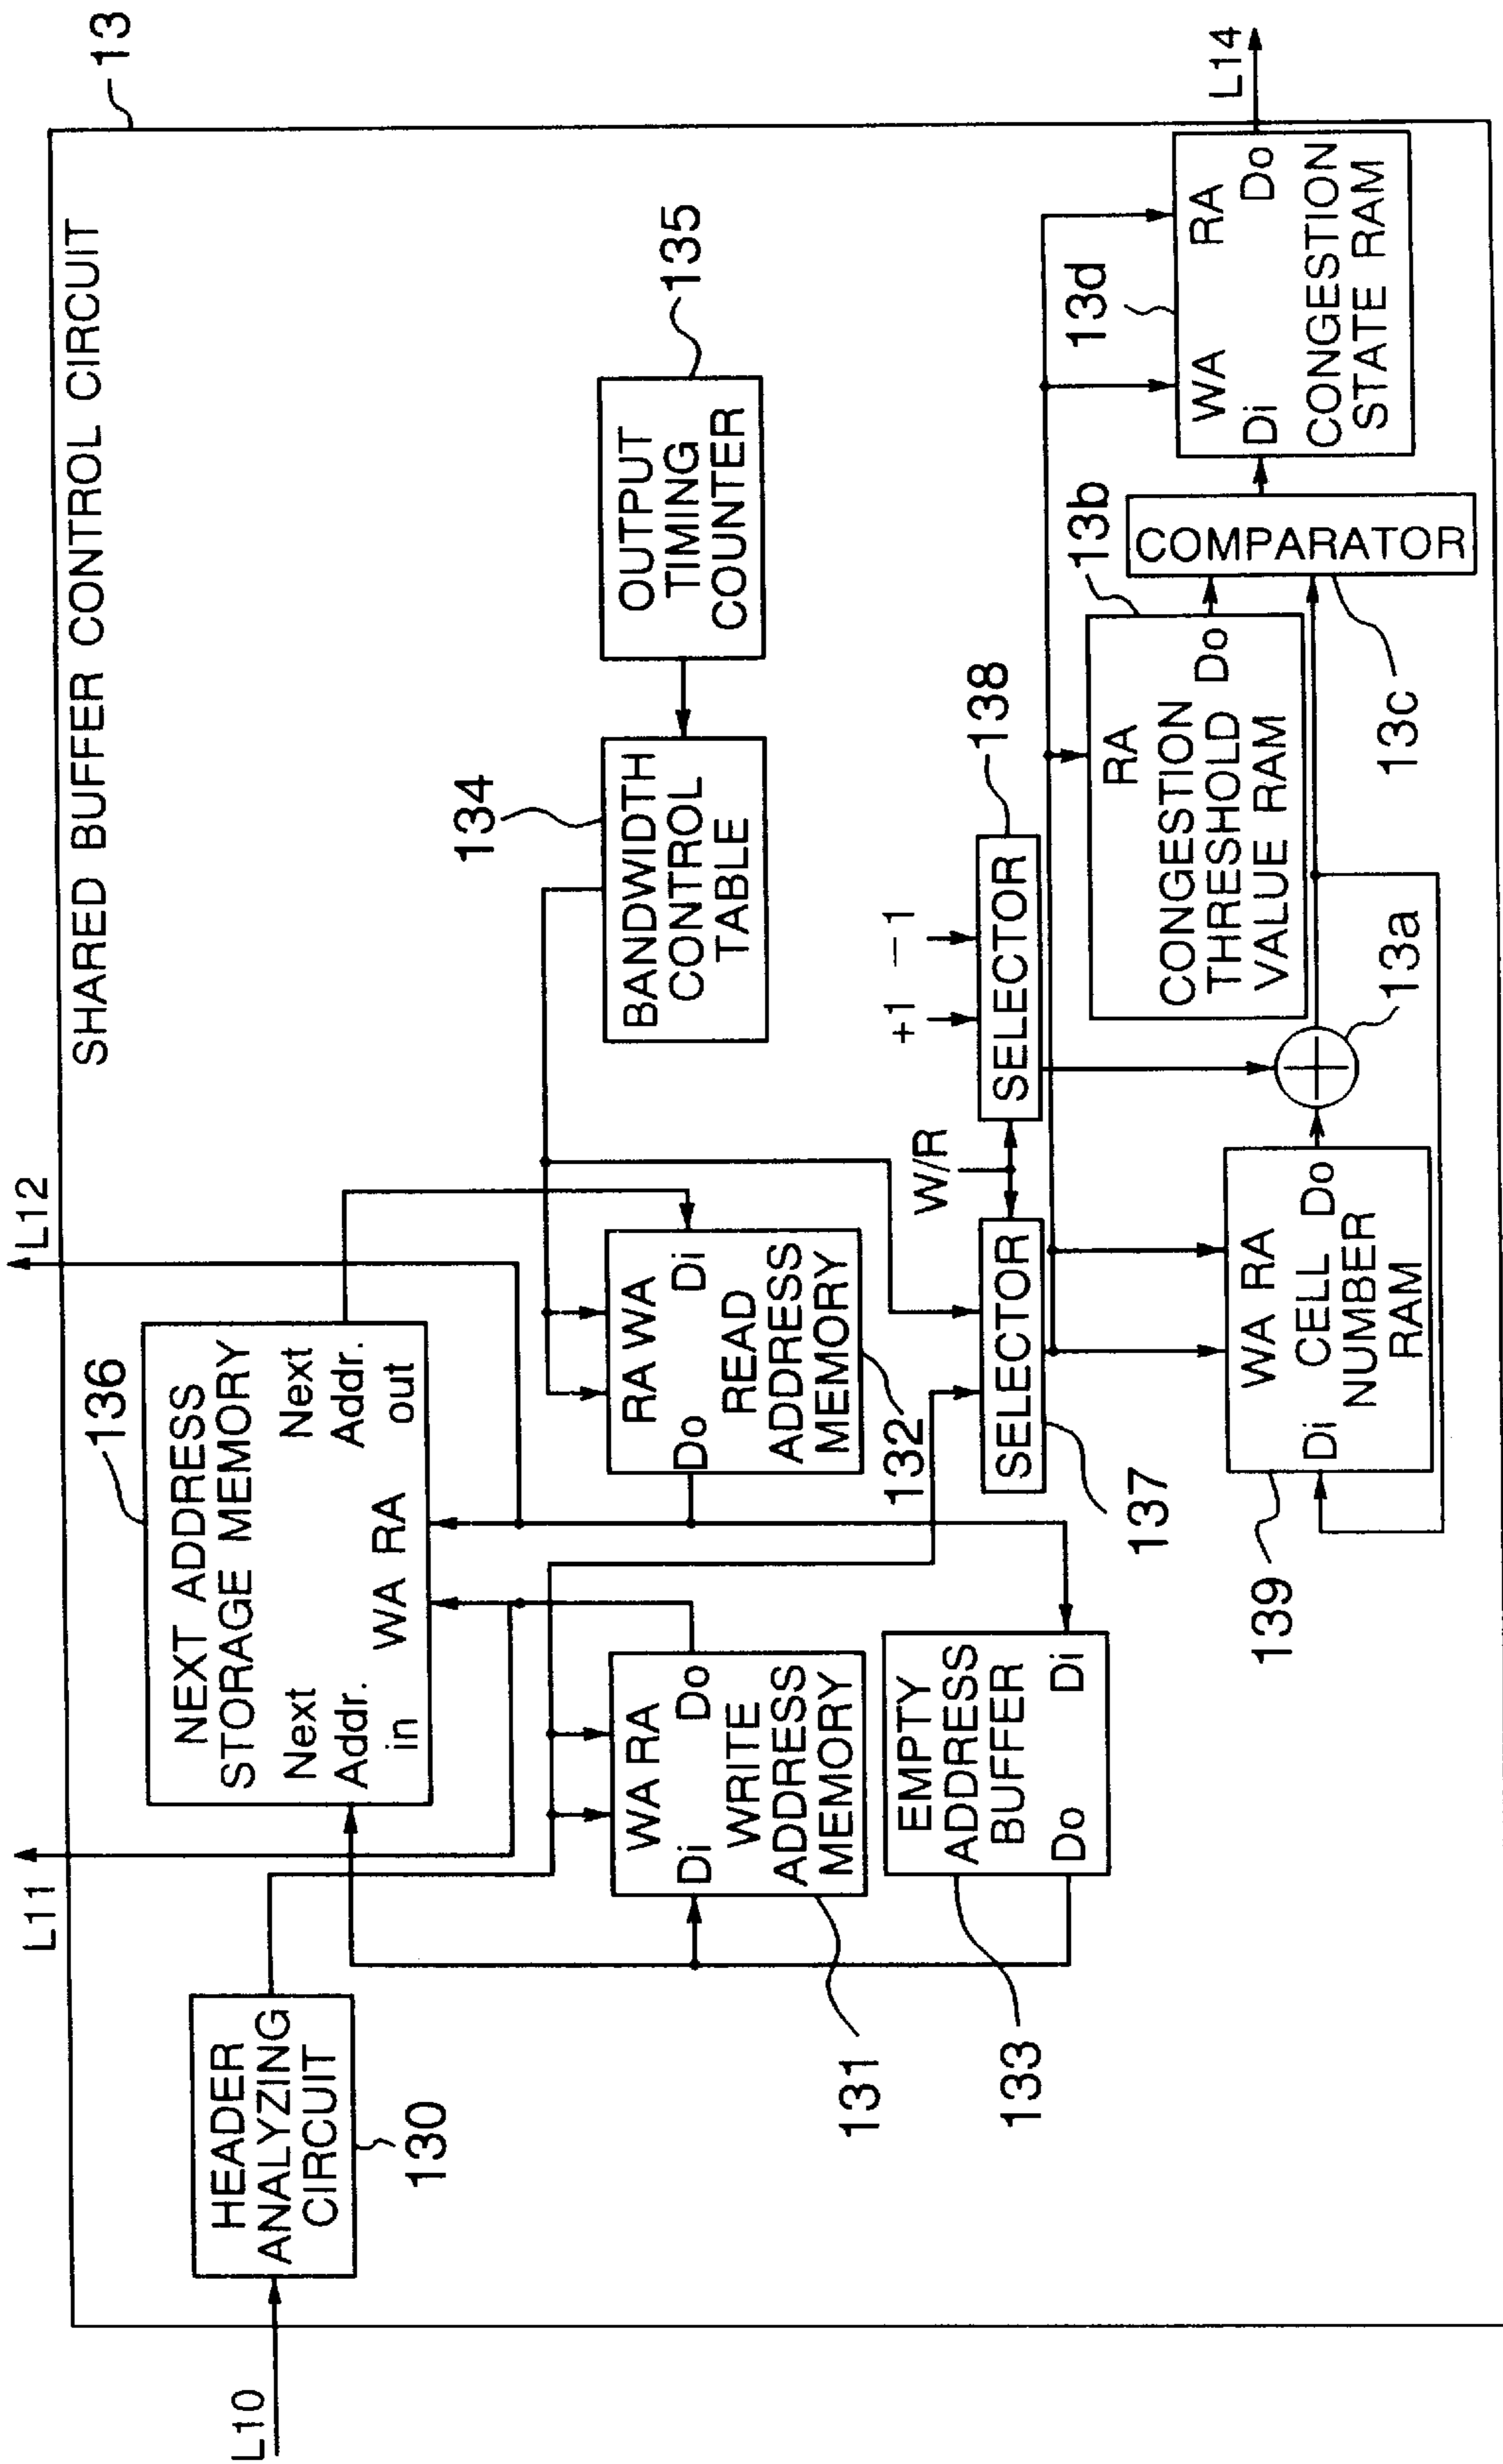 13
SHARED BUFFER CONTROL CIRCUIT
L10
HEADER
ANALYZING
CIRCUIT
130
L11
L12
136
NEXT ADDRESS
STORAGE MEMORY
Next
Addr.
in
WA RA
Next
Addr.
out
WA RA
Di
Do
WRITE
ADDRESS
MEMORY
131
EMPTY
ADDRESS
BUFFER
Do
Di
133
RA WA
Do
Di
READ
ADDRESS
MEMORY
132
134
BANDWIDTH
CONTROL
TABLE
OUTPUT
TIMING
COUNTER
135
SELECTOR
137
W/R
+1
−1
SELECTOR
138
WA RA
Di
CELL
Do
NUMBER
RAM
139
13a
RA
CONGESTION
THRESHOLD
Do
VALUE RAM
13b
COMPARATOR
13c
13d
WA
RA
Di
Do
CONGESTION
STATE RAM
L14